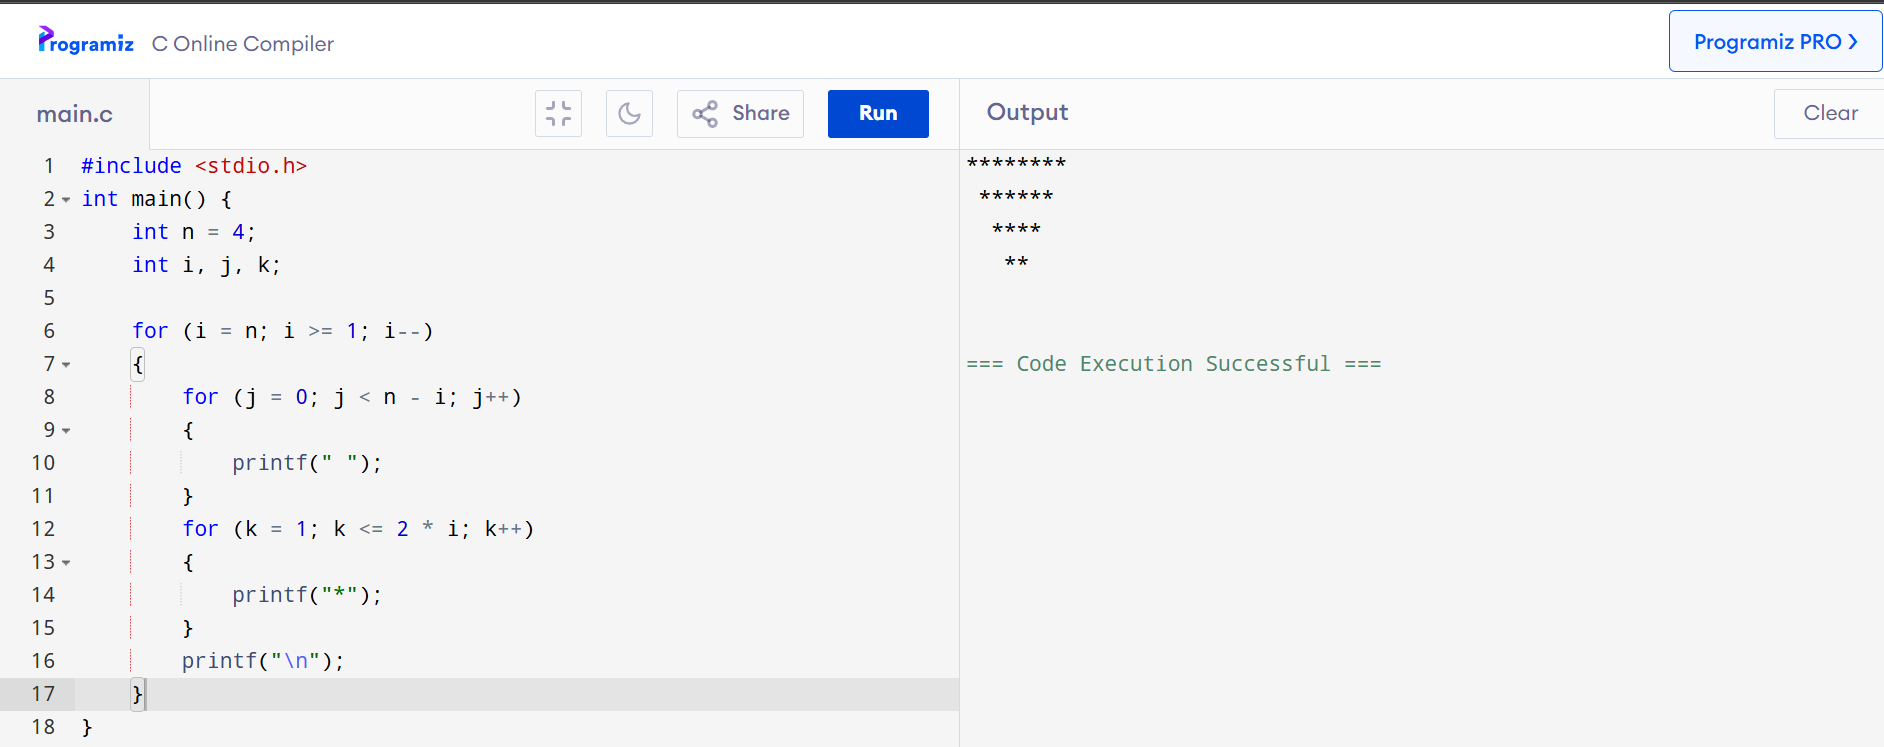 Programiz C Online Compiler
Programiz PRO ❯
main.c
Share
Run
Output
Clear
1 #include <stdio.h>
2 int main() {
3     int n = 4;
4     int i, j, k;
5
6     for (i = n; i >= 1; i--)
7     {
8         for (j = 0; j < n - i; j++)
9         {
10             printf(" ");
11         }
12         for (k = 1; k <= 2 * i; k++)
13         {
14             printf("*");
15         }
16         printf("\n");
17     }
18 }
********
 ******
  ****
   **
=== Code Execution Successful ===